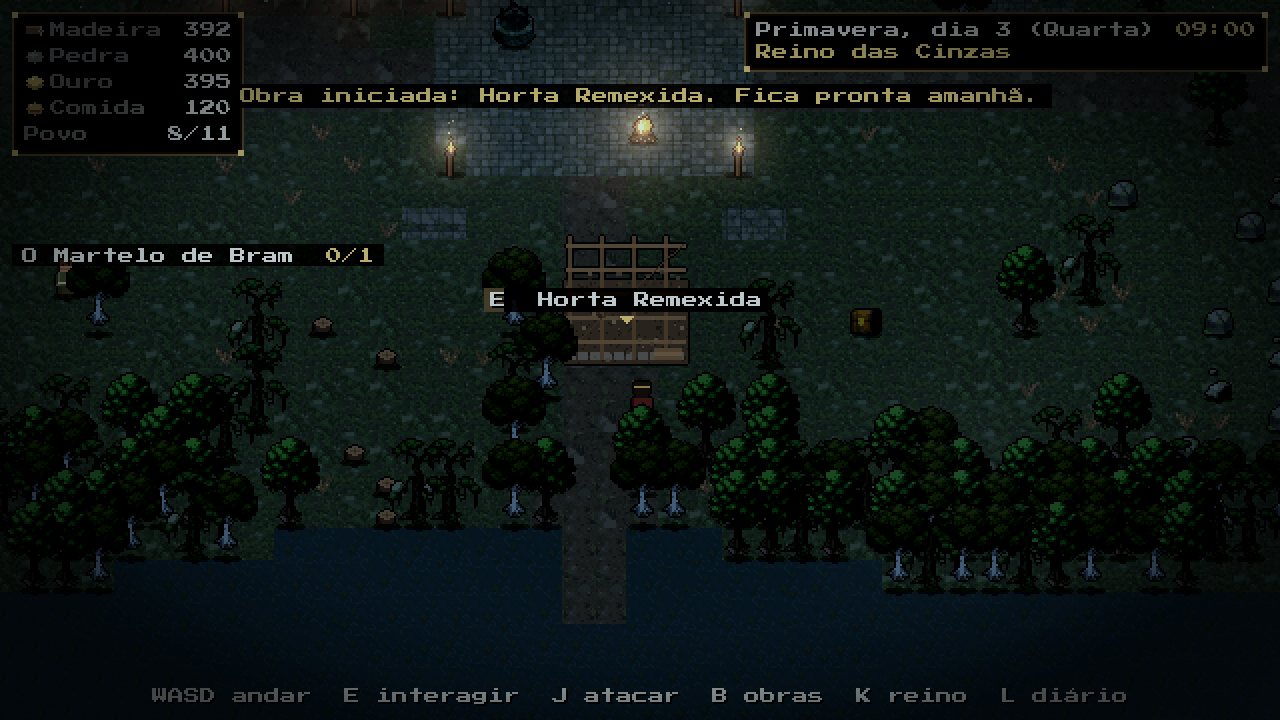 Madeira 392
Pedra 400
Ouro 395
Comida 120
Povo 8/11
Primavera, dia 3 (Quarta) 09:00
Reino das Cinzas
Obra iniciada: Horta Remexida. Fica pronta amanhã.
O Martelo de Bram 0/1
E Horta Remexida
WASD andar E interagir J atacar B obras K reino L diário